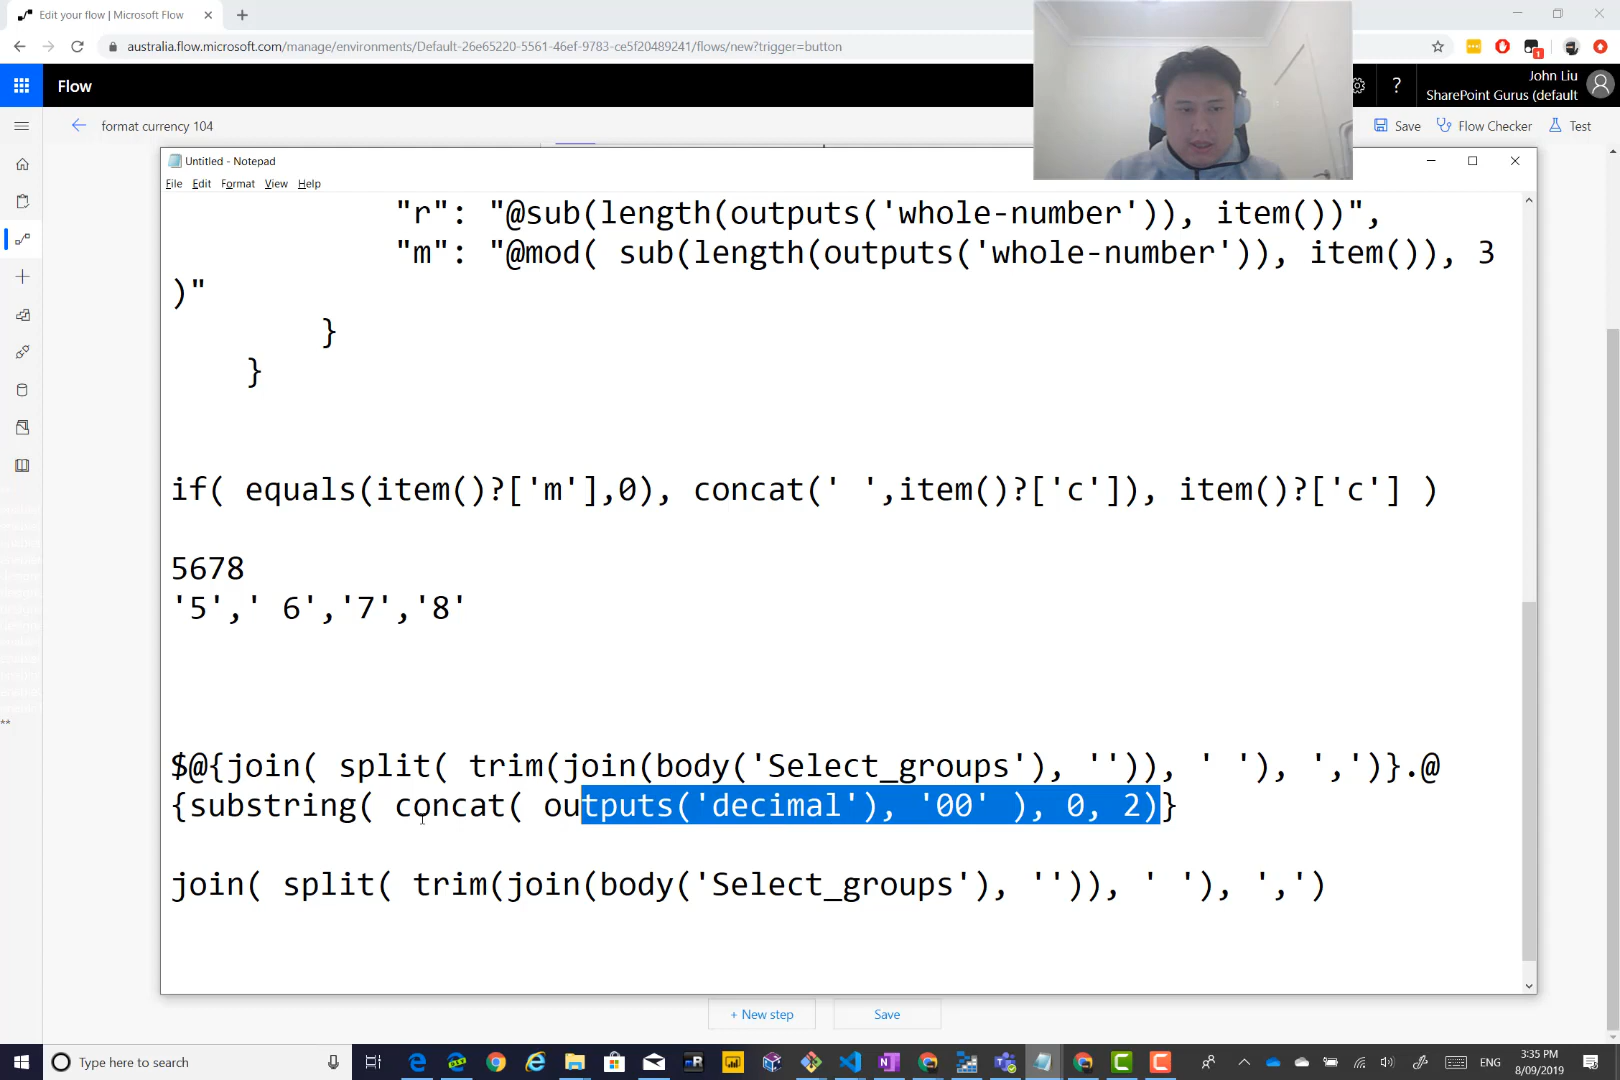 Edit your flow | Microsoft Flow
australia.flow.microsoft.com/manage/environments/Default-26e65220-5561-46ef-9783-ce5f20489241/flows/new?trigger=button
Flow
?
John Liu
SharePoint Gurus (default
format currency 104
Save
Flow Checker
Test
Untitled - Notepad
File Edit Format View Help
"r": "@sub(length(outputs('whole-number')), item())",
"m": "@mod( sub(length(outputs('whole-number')), item()), 3
)"
}
}
if( equals(item()?['m'],0), concat(' ',item()?['c']), item()?['c'] )
5678
'5',' 6','7','8'
$@{join( split( trim(join(body('Select_groups'), '')), ' '), ',')}.@
{substring( concat( outputs('decimal'), '00' ), 0, 2)}
join( split( trim(join(body('Select_groups'), '')), ' '), ',')
+ New step
Save
Type here to search
ENG
3:35 PM
8/09/2019